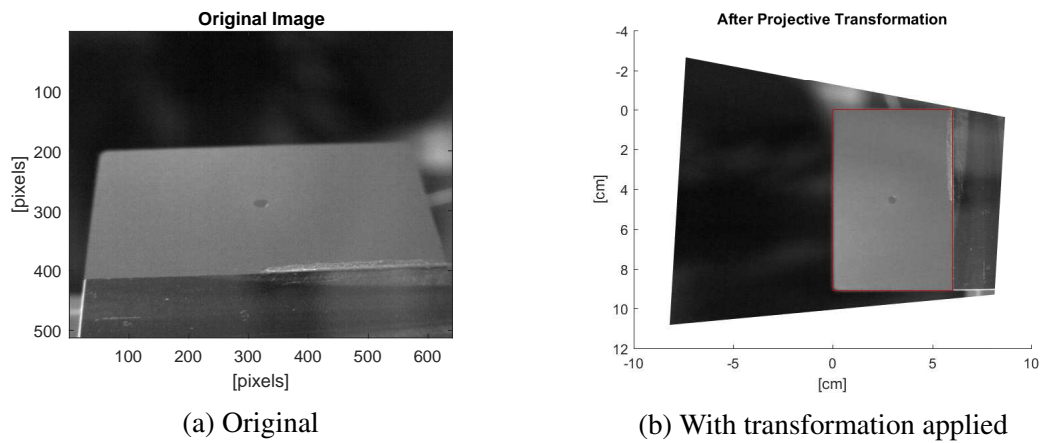 Original Image
100
200
300
400
500
[pixels]
100 200 300 400 500 600
[pixels]
(a) Original
After Projective Transformation
-4
-2
0
2
4
6
8
10
12
[cm]
-10 -5 0 5 10
[cm]
(b) With transformation applied